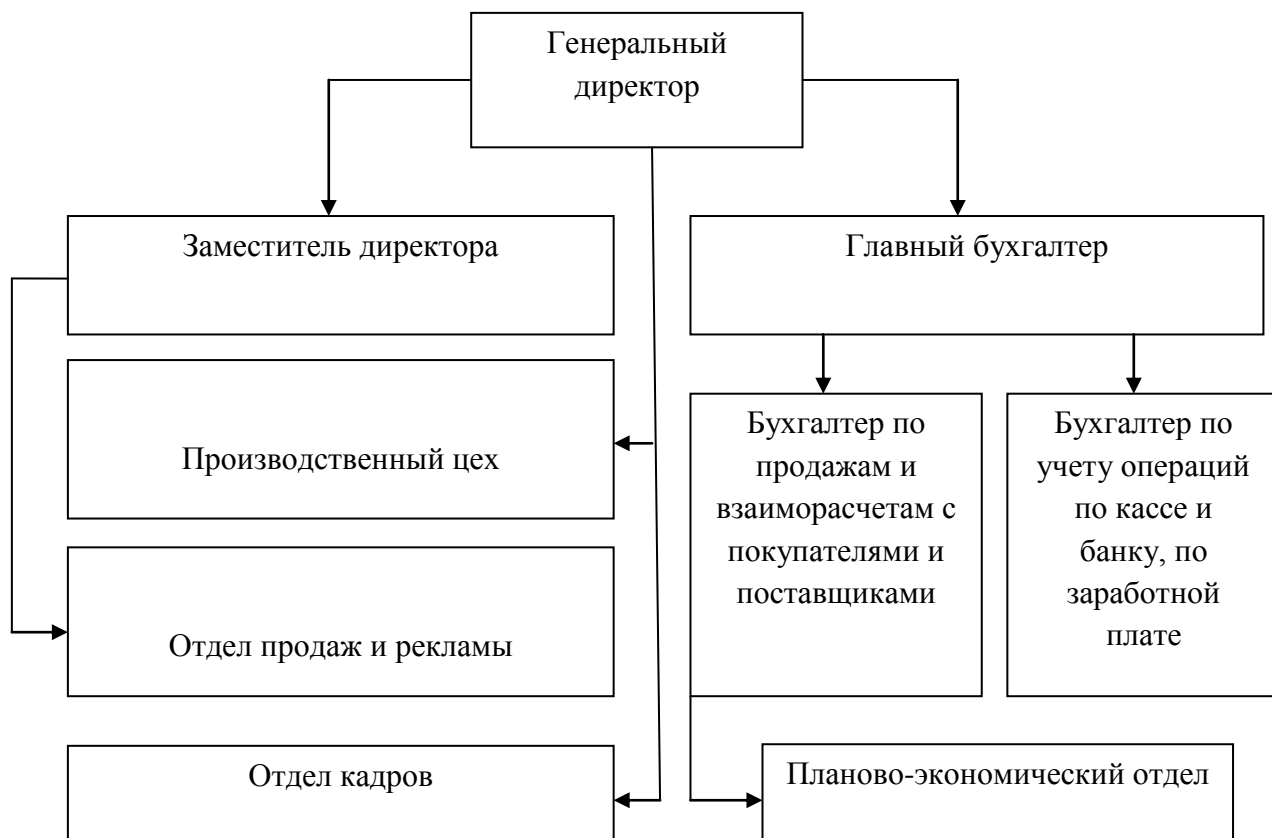 Генеральный
директор
Заместитель директора
Главный бухгалтер
Производственный цех
Бухгалтер по
продажам и
взаиморасчетам с
покупателями и
поставщиками
Бухгалтер по
учету операций
по кассе и
банку, по
заработной
плате
Отдел продаж и рекламы
Отдел кадров
Планово-экономический отдел